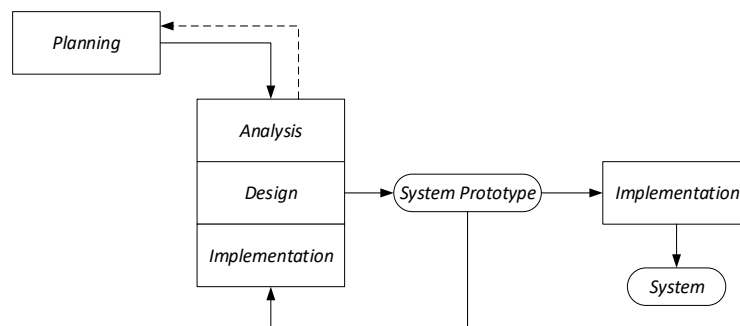 Planning
Analysis
Design
System Prototype
Implementation
Implementation
System